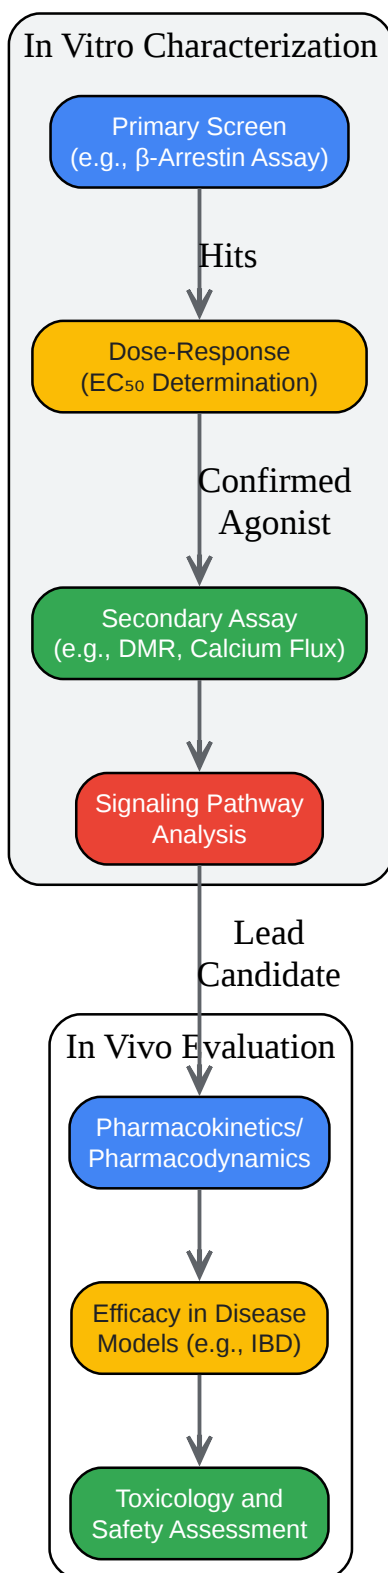 In Vitro Characterization
Primary Screen
(e.g., β-Arrestin Assay)
Hits
Dose-Response
(EC₅₀ Determination)
Confirmed
Agonist
Secondary Assay
(e.g., DMR, Calcium Flux)
Signaling Pathway
Analysis
Lead
Candidate
In Vivo Evaluation
Pharmacokinetics/
Pharmacodynamics
Efficacy in Disease
Models (e.g., IBD)
Toxicology and
Safety Assessment